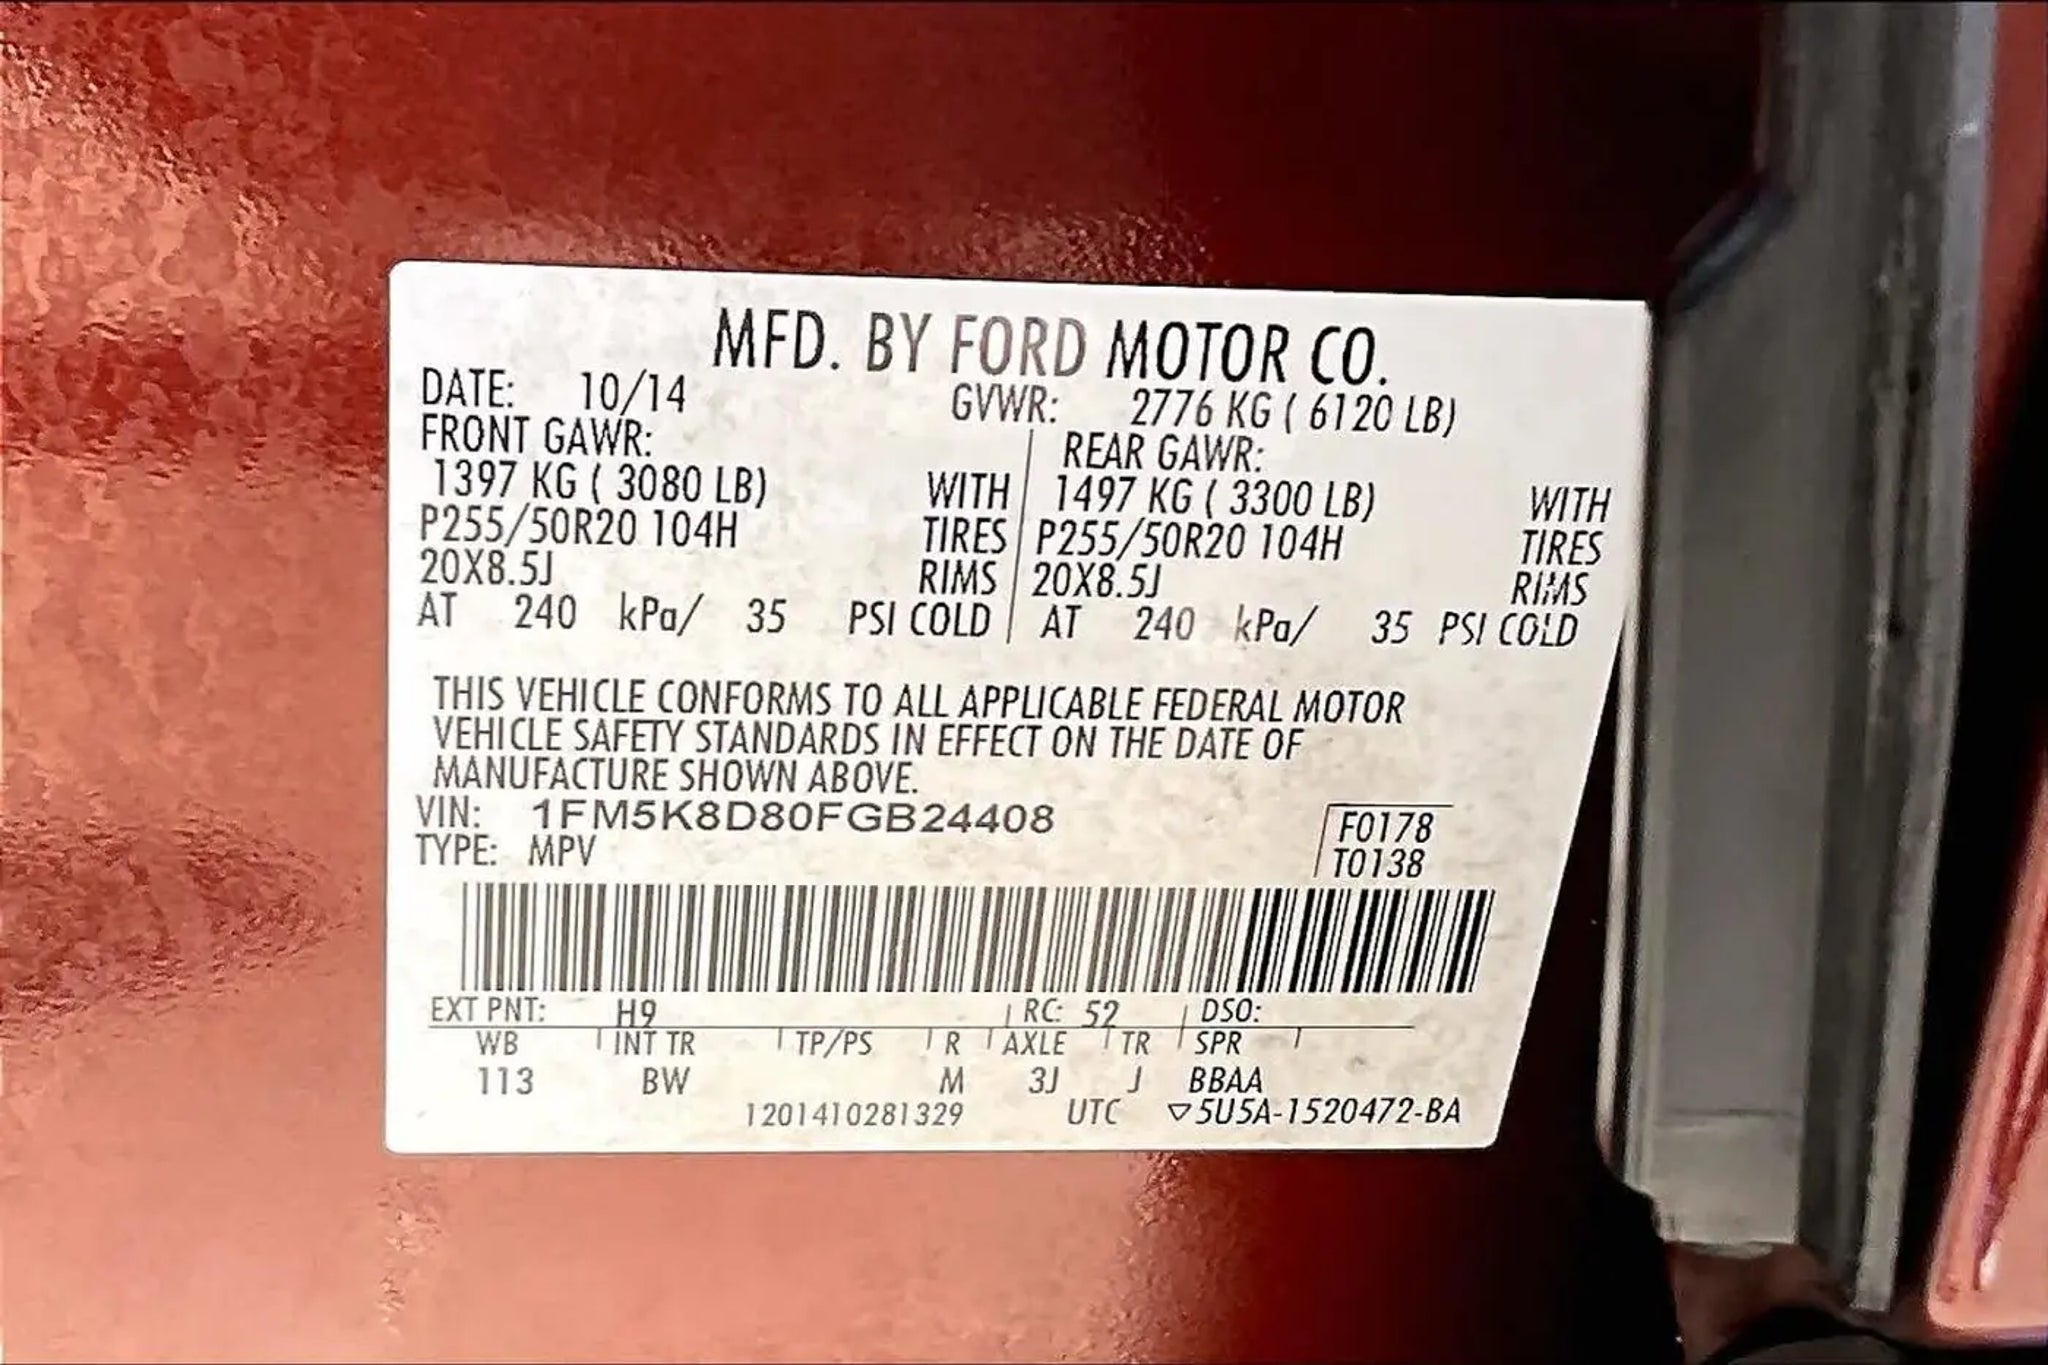 MFD. BY FORD MOTOR CO.
DATE: 10/14 GVWR: 2776 KG ( 6120 LB)
FRONT GAWR: REAR GAWR:
1397 KG ( 3080 LB) WITH 1497 KG ( 3300 LB) WITH
P255/50R20 104H TIRES P255/50R20 104H TIRES
20X8.5J RIMS 20X8.5J RIMS
AT 240 kPa/ 35 PSI COLD AT 240 kPa/ 35 PSI COLD
THIS VEHICLE CONFORMS TO ALL APPLICABLE FEDERAL MOTOR
VEHICLE SAFETY STANDARDS IN EFFECT ON THE DATE OF
MANUFACTURE SHOWN ABOVE.
VIN: 1FM5K8D80FGB24408 F0178
TYPE: MPV T0138
EXT PNT: H9 RC: 52 DSO:
WB INT TR TP/PS R AXLE TR SPR
113 BW M 3J J BBAA
1201410281329 UTC ▽5U5A-1520472-BA